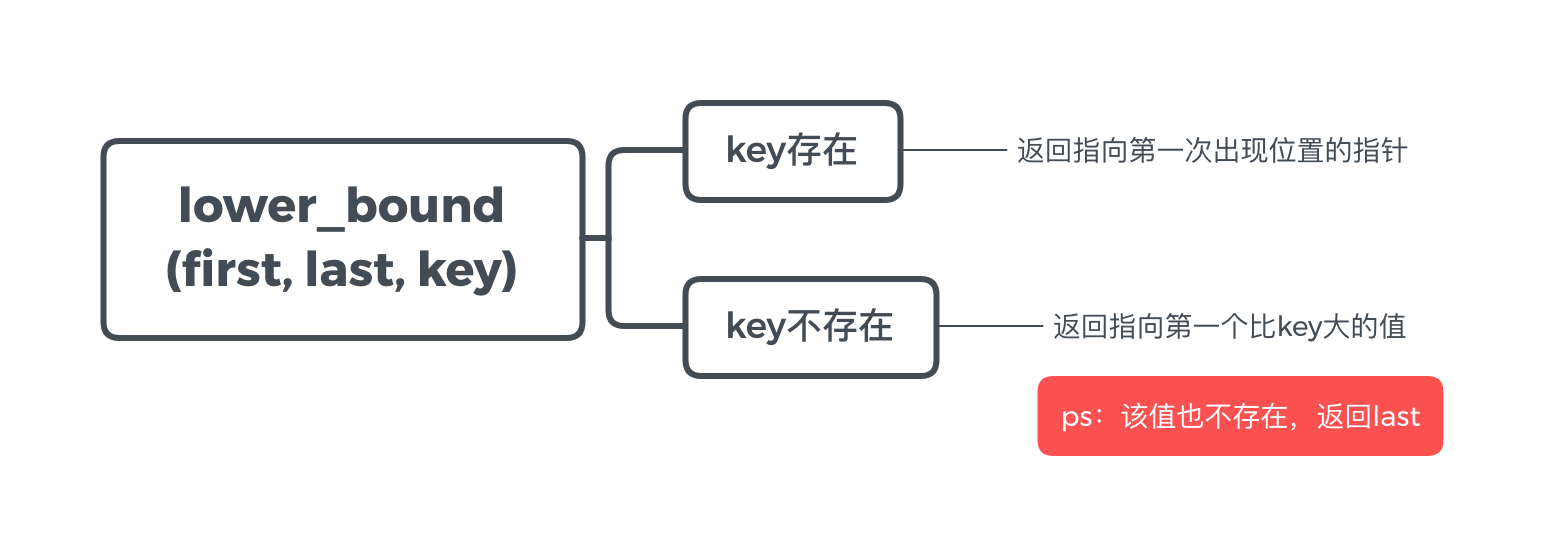 lower_bound
(first, last, key)
key存在
返回指向第一次出现位置的指针
key不存在
返回指向第一个比key大的值
ps：该值也不存在，返回last